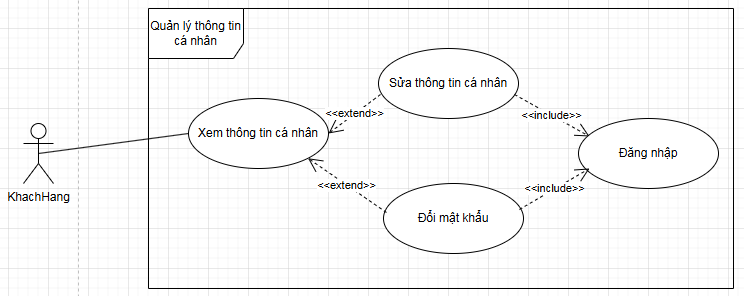 Quản lý thông tin
cá nhân
Sửa thông tin cá nhân
<<extend>>
<<include>>
Xem thông tin cá nhân
Đăng nhập
<<extend>>
<<include>>
KhachHang
Đổi mật khẩu